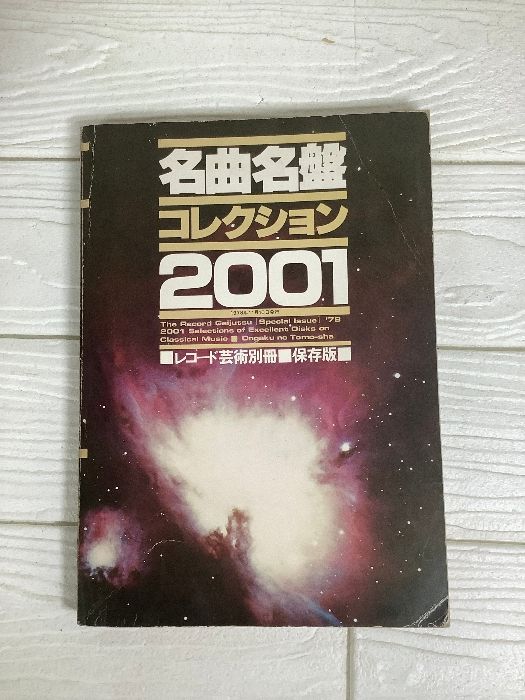 名曲名盤
コレクション
2001
The Record Geijutsu [Special Issue] '78
2001 Selections of Excellent Disks on
Classical Music ■ Ongaku no Tomo-sha
■レコード芸術別冊■保存版■